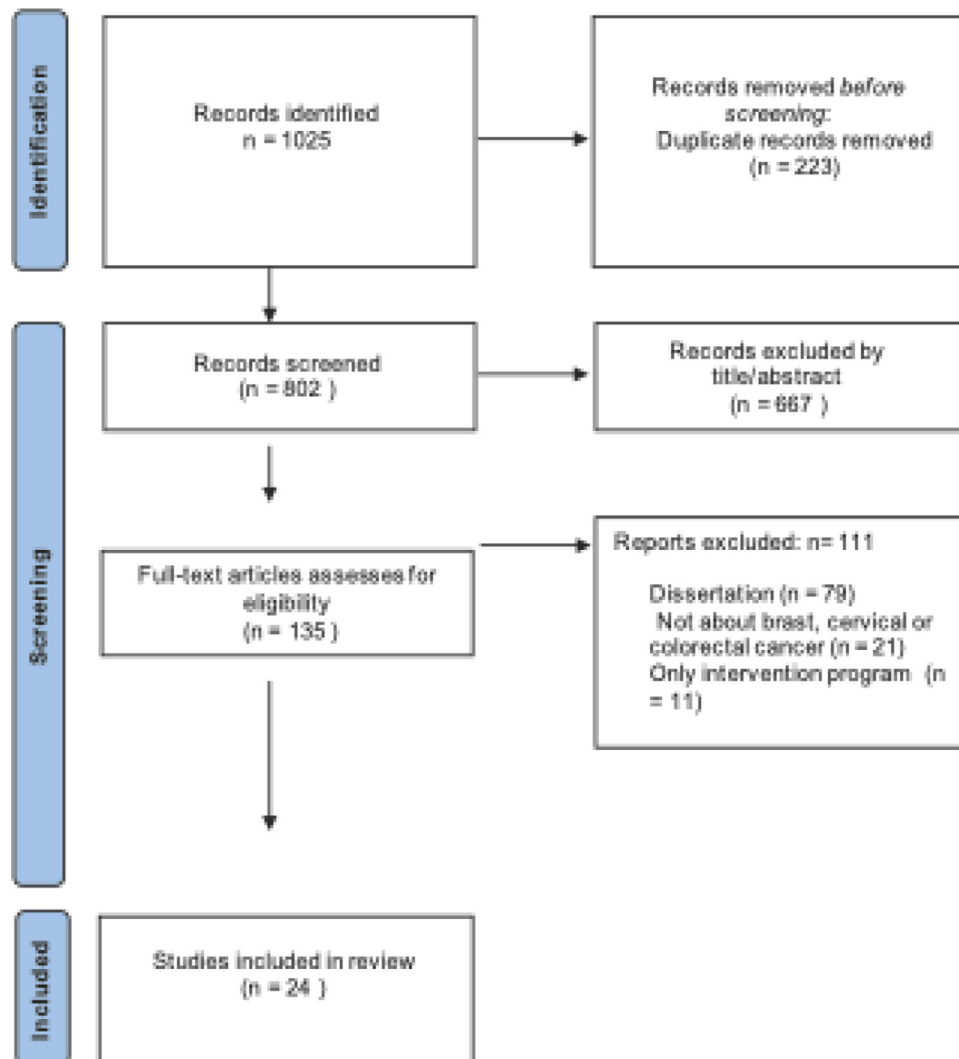 Identification
Records identified
n = 1025
Records removed before
screening:
Duplicate records removed
(n = 223)
Screening
Records screened
(n = 802 )
Records excluded by
title/abstract
(n = 667 )
Full-text articles assesses for
eligibility
(n = 135 )
Reports excluded: n= 111
Dissertation (n = 79)
Not about brast, cervical or
colorectal cancer (n = 21)
Only intervention program (n
= 11)
Included
Studies included in review
(n = 24 )